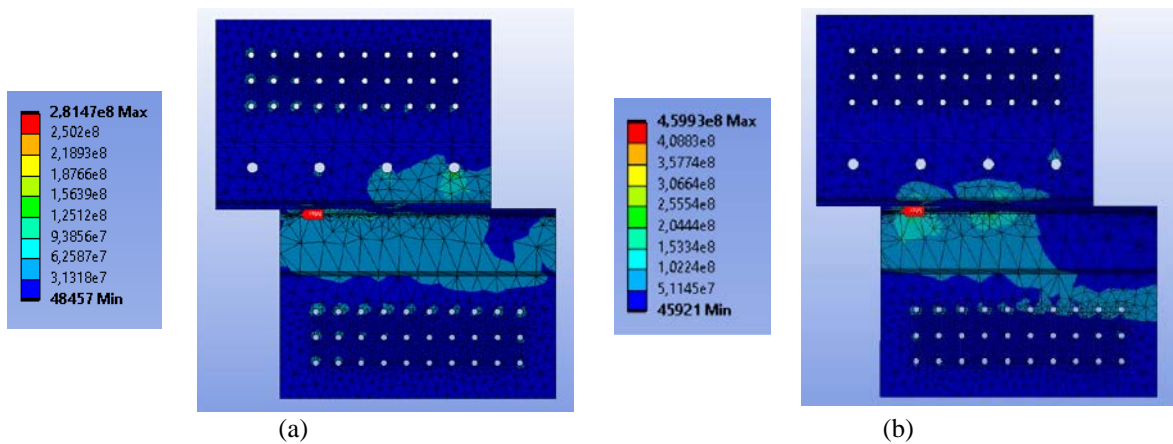 2,8147e8 Max
2,502e8
2,1893e8
1,8766e8
1,5639e8
1,2512e8
9,3856e7
6,2587e7
3,1318e7
48457 Min
4,5993e8 Max
4,0883e8
3,5774e8
3,0664e8
2,5554e8
2,0444e8
1,5334e8
1,0224e8
5,1145e7
45921 Min
(a)
(b)